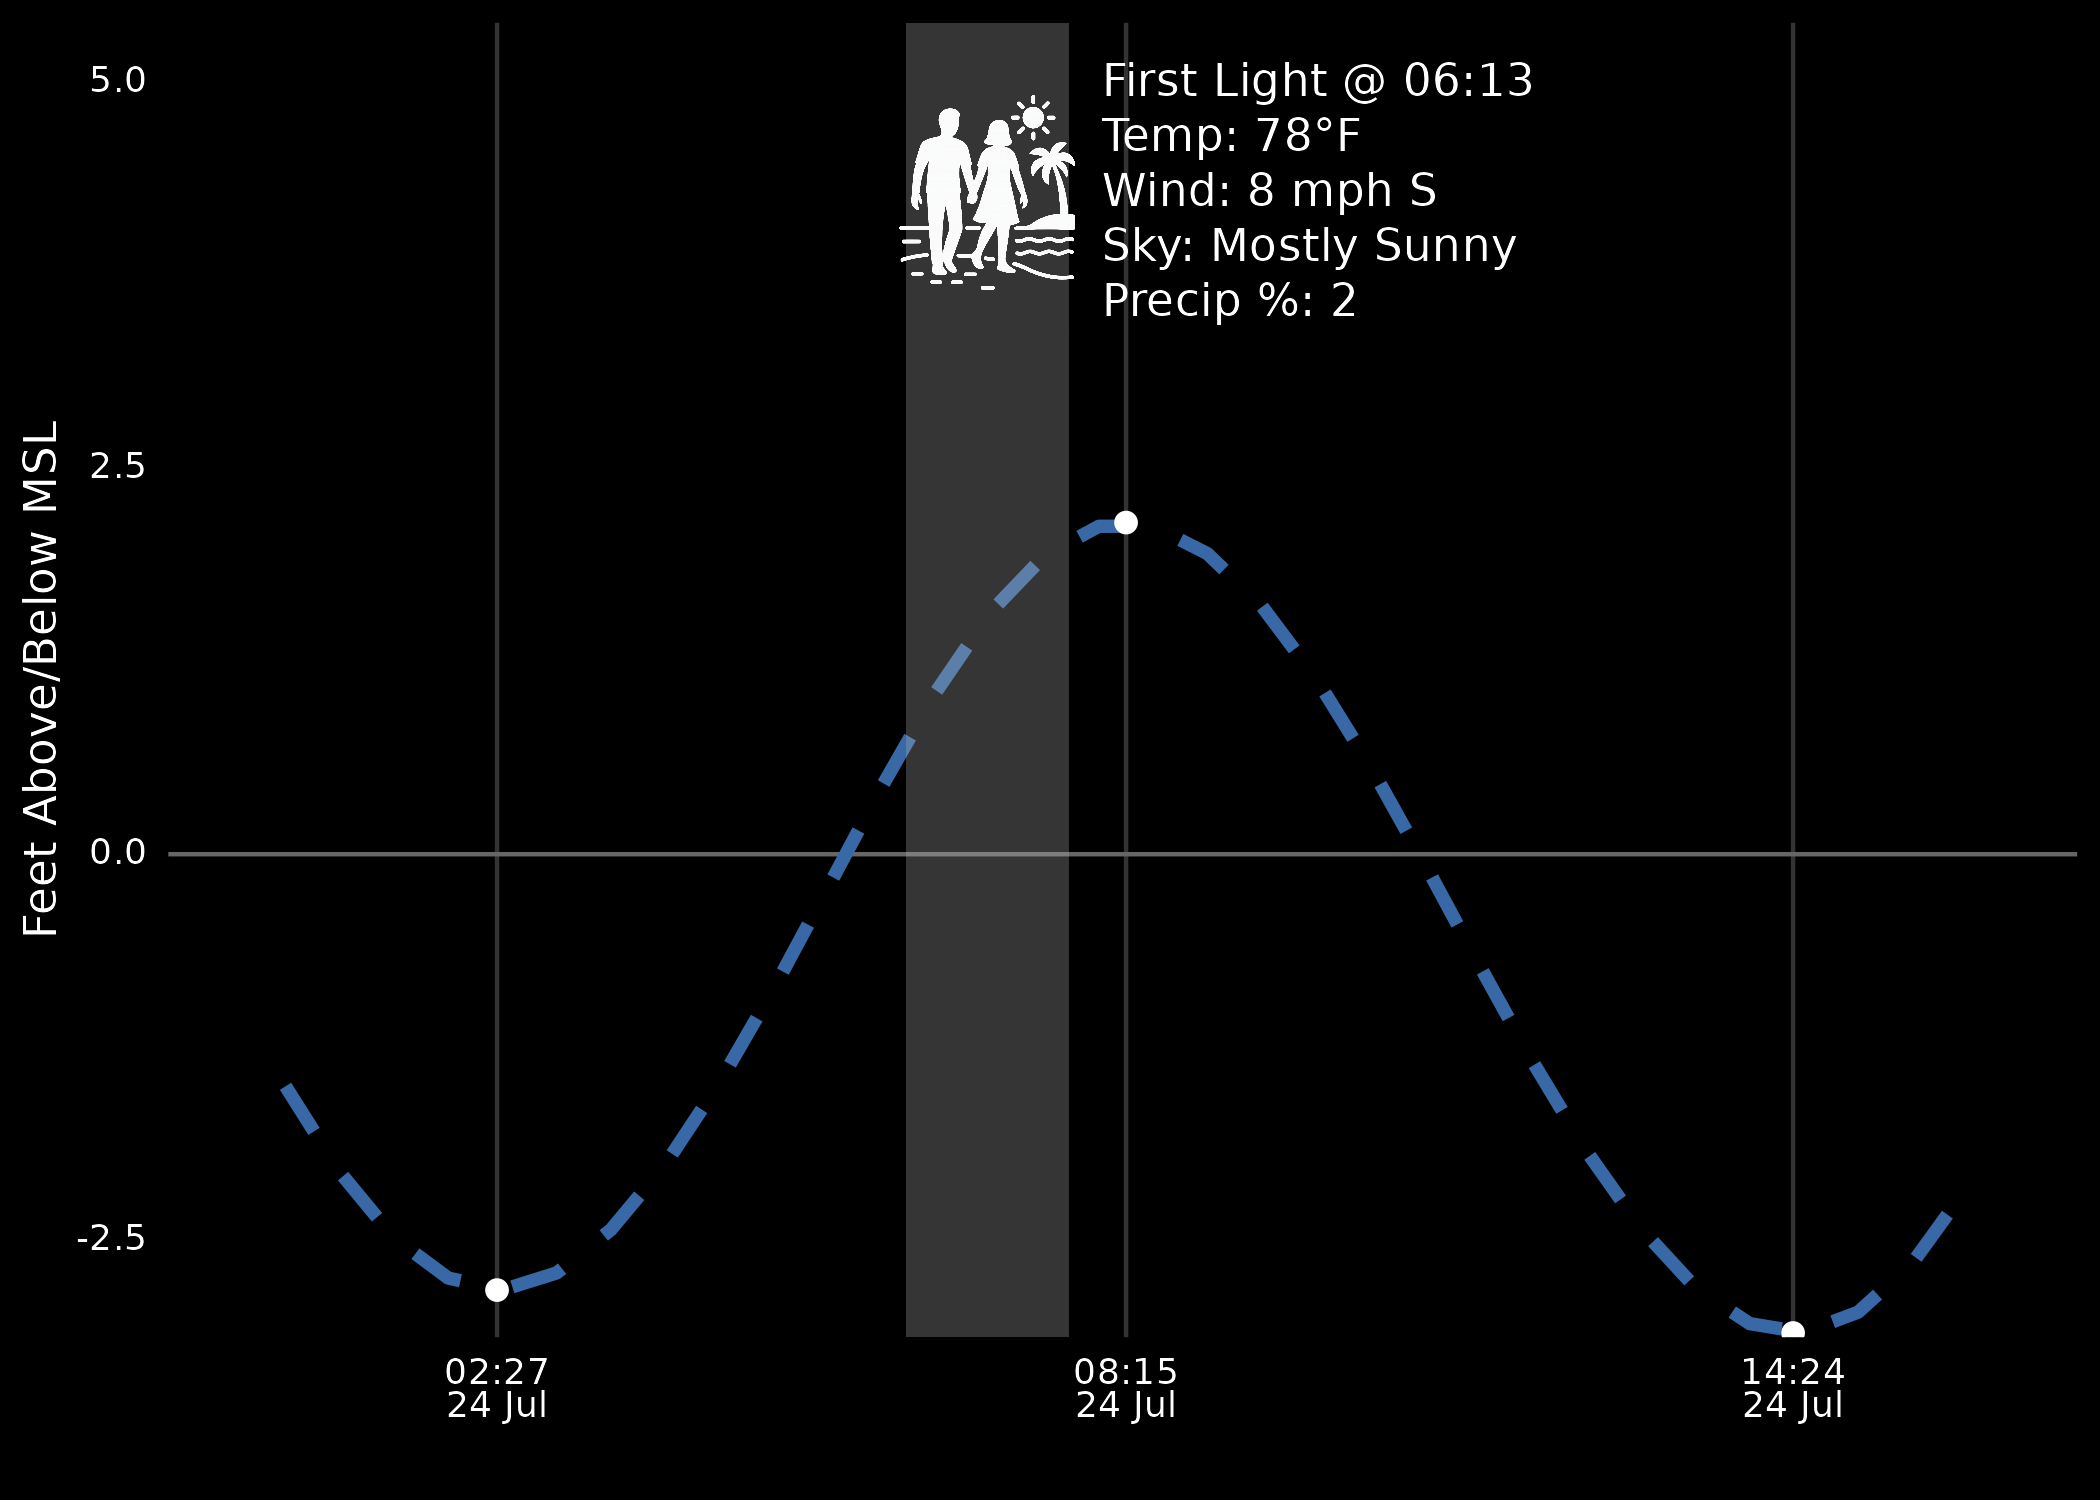 First Light @ 06:13
Temp: 78°F
Wind: 8 mph S
Sky: Mostly Sunny
Precip %: 2
Feet Above/Below MSL
5.0
2.5
0.0
-2.5
02:27
24 Jul
08:15
24 Jul
14:24
24 Jul